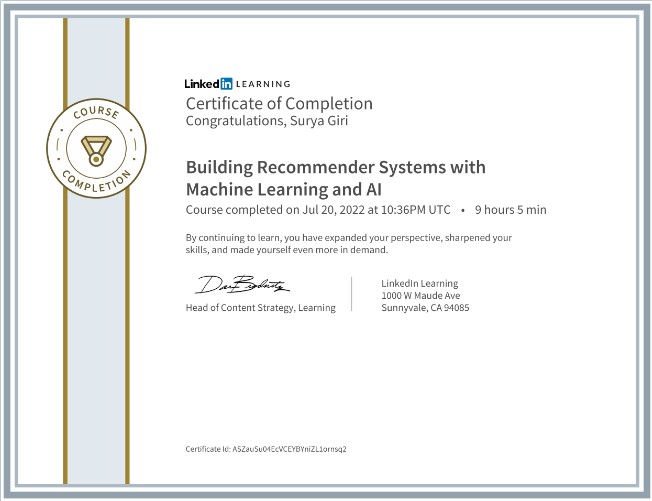 COURSE
COMPLETION
Linked in LEARNING
Certificate of Completion
Congratulations, Surya Giri
Building Recommender Systems with
Machine Learning and AI
Course completed on Jul 20, 2022 at 10:36PM UTC • 9 hours 5 min
By continuing to learn, you have expanded your perspective, sharpened your
skills, and made yourself even more in demand.
Head of Content Strategy, Learning
LinkedIn Learning
1000 W Maude Ave
Sunnyvale, CA 94085
Certificate Id: